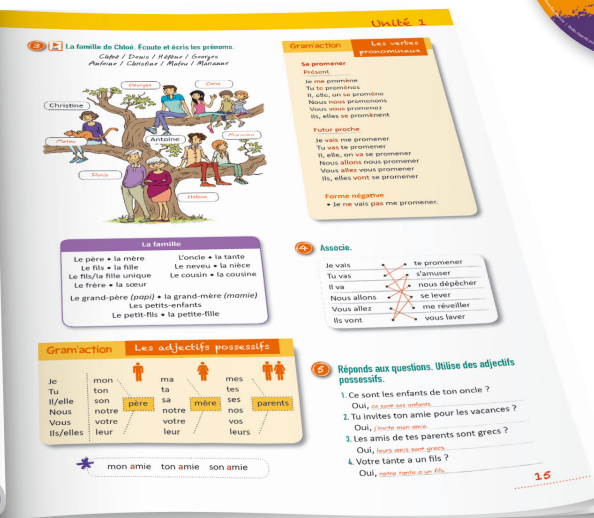 Unité 1
3 La famille de Chloé. Écoute et écris les prénoms.
Chloé / Denis / Hélène / Georges
Antoine / Christine / Matou / Marianne
Georges
Christine
Matou
Antoine
Marianne
Denis
Hélène
La famille
Le père • la mère
Le fils • la fille
Le fils/la fille unique
Le frère • la sœur
L'oncle • la tante
Le neveu • la nièce
Le cousin • la cousine
Le grand-père (papi) • la grand-mère (mamie)
Les petits-enfants
Le petit-fils • la petite-fille
Gram'action Les adjectifs possessifs
Je mon ma mes
Tu ton ta tes
Il/elle son père sa mère ses parents
Nous notre notre nos
Vous votre votre vos
Ils/elles leur leur leurs
* mon amie ton amie son amie
Gram'action Les verbes
pronominaux
Se promener
Présent
Je me promène
Tu te promènes
Il, elle, on se promène
Nous nous promenons
Vous vous promenez
Ils, elles se promènent
Futur proche
Je vais me promener
Tu vas te promener
Il, elle, on va se promener
Nous allons nous promener
Vous allez vous promener
Ils, elles vont se promener
Forme négative
• Je ne vais pas me promener.
4 Associe.
Je vais • • te promener
Tu vas • • s'amuser
Il va • • nous dépêcher
Nous allons • • se lever
Vous allez • • me réveiller
Ils vont • • vous laver
5 Réponds aux questions. Utilise des adjectifs
possessifs.
1. Ce sont les enfants de ton oncle ?
Oui, ce sont ses enfants.
2. Tu invites ton amie pour les vacances ?
Oui, j'invite mon amie.
3. Les amis de tes parents sont grecs ?
Oui, leurs amis sont grecs.
4. Votre tante a un fils ?
Oui, notre tante a un fils.
15